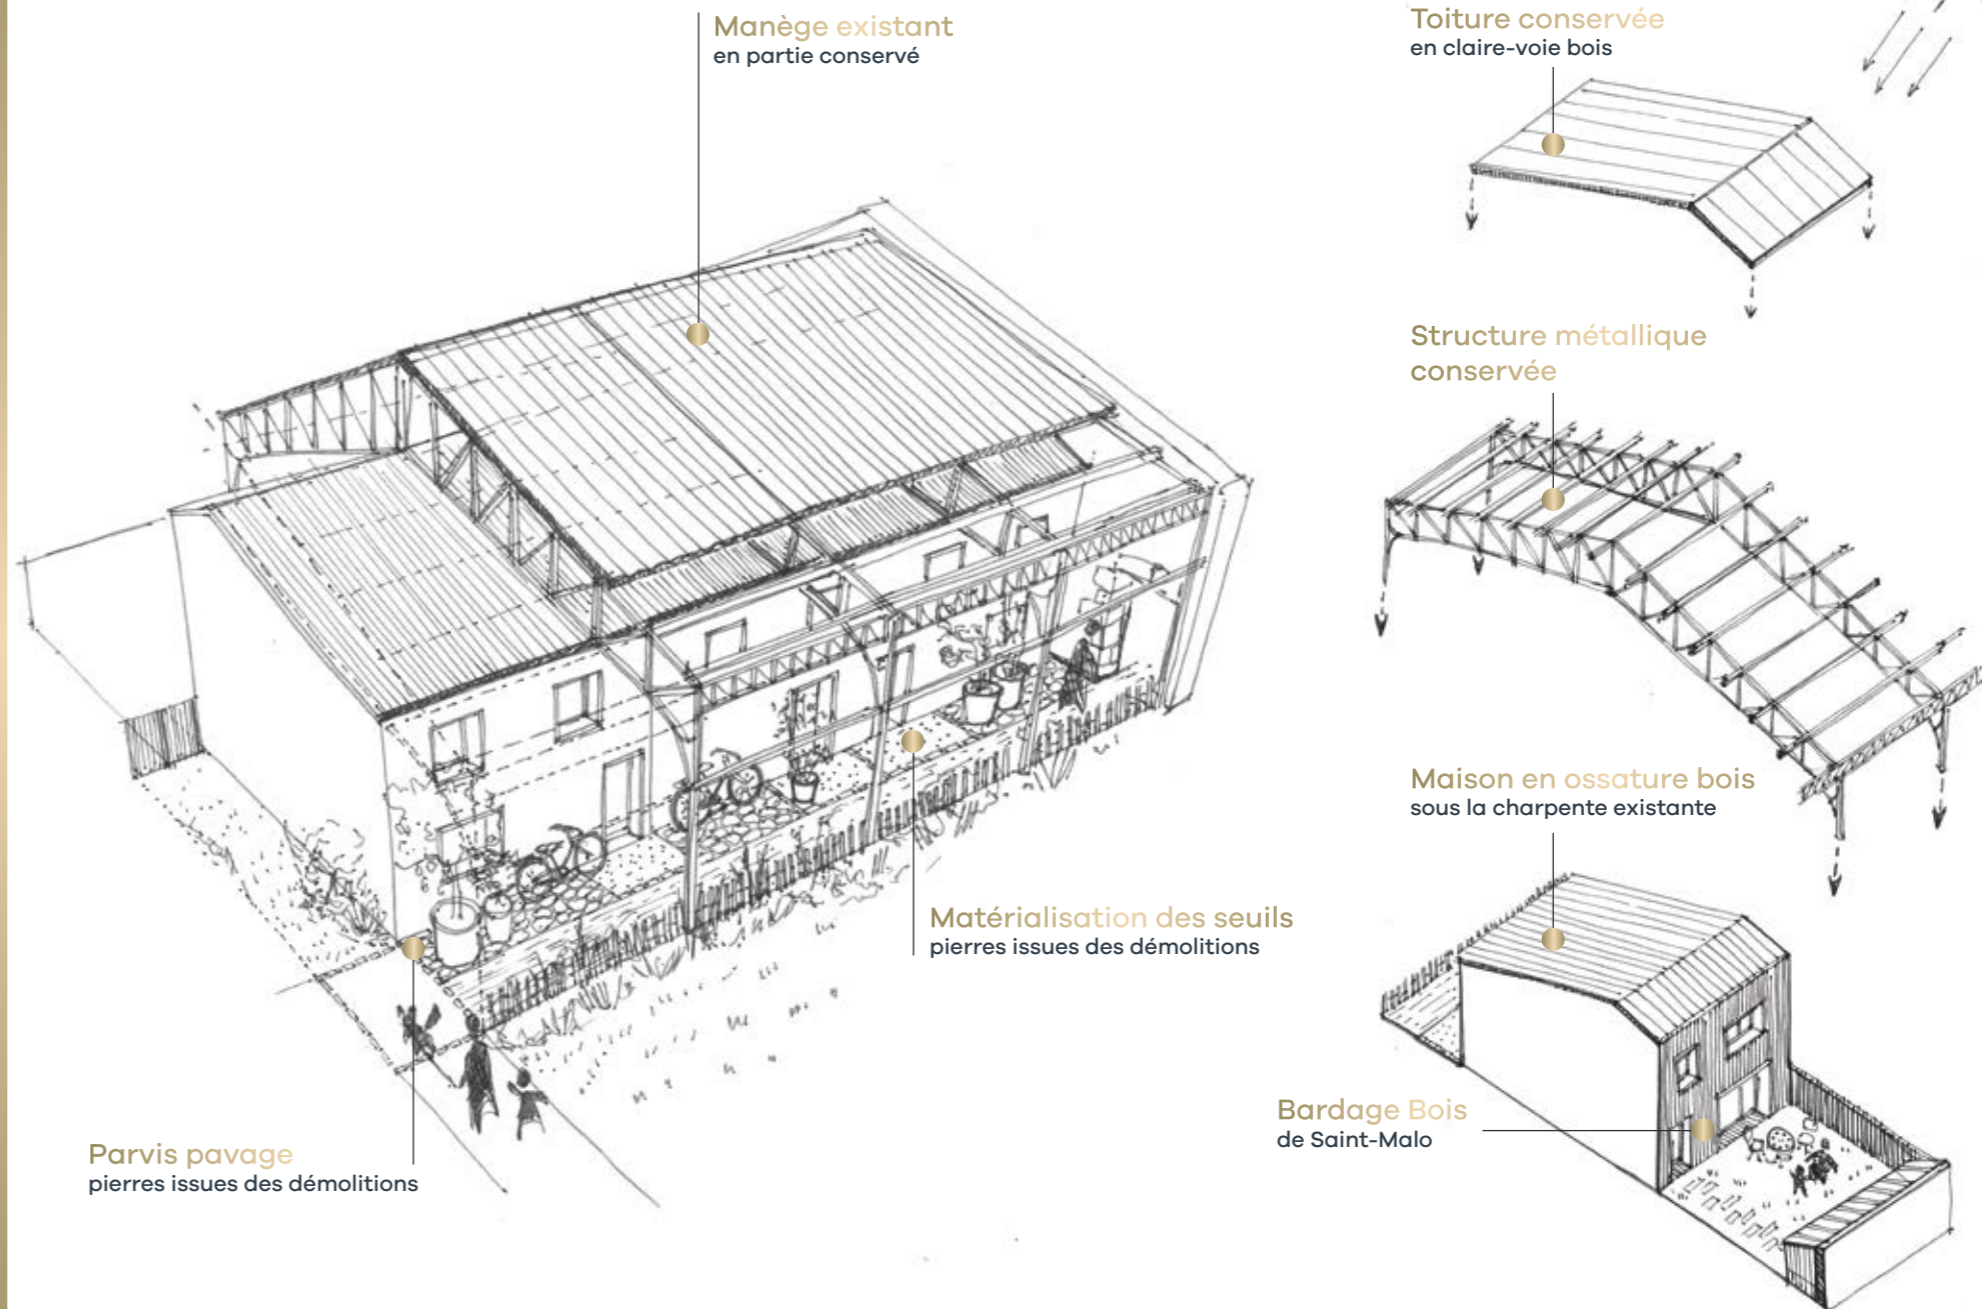 Manège existant
en partie conservé
Toiture conservée
en claire-voie bois
Structure métallique
conservée
Maison en ossature bois
sous la charpente existante
Matérialisation des seuils
pierres issues des démolitions
Bardage Bois
de Saint-Malo
Parvis pavage
pierres issues des démolitions